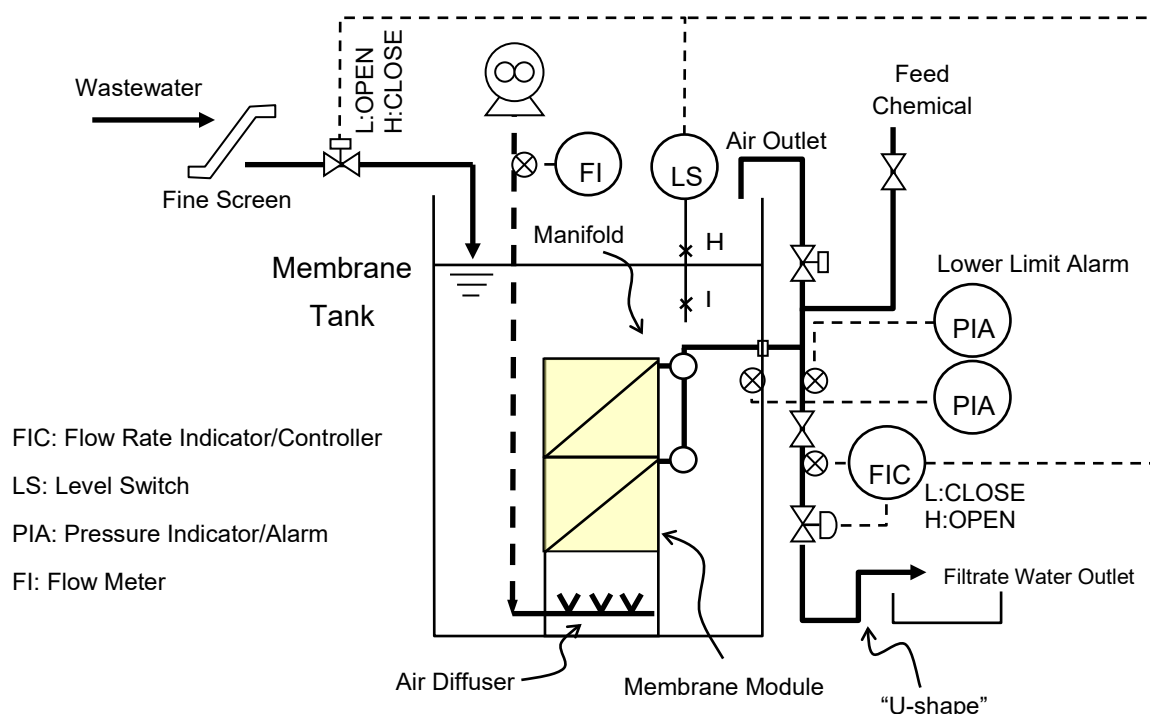 L:OPEN
H:CLOSE
Wastewater
Fine Screen
FI
LS
Air Outlet
Feed
Chemical
Manifold
H
I
Membrane
Tank
Lower Limit Alarm
PIA
PIA
FIC
L:CLOSE
H:OPEN
FIC: Flow Rate Indicator/Controller
LS: Level Switch
PIA: Pressure Indicator/Alarm
FI: Flow Meter
Filtrate Water Outlet
Air Diffuser
Membrane Module
“U-shape”